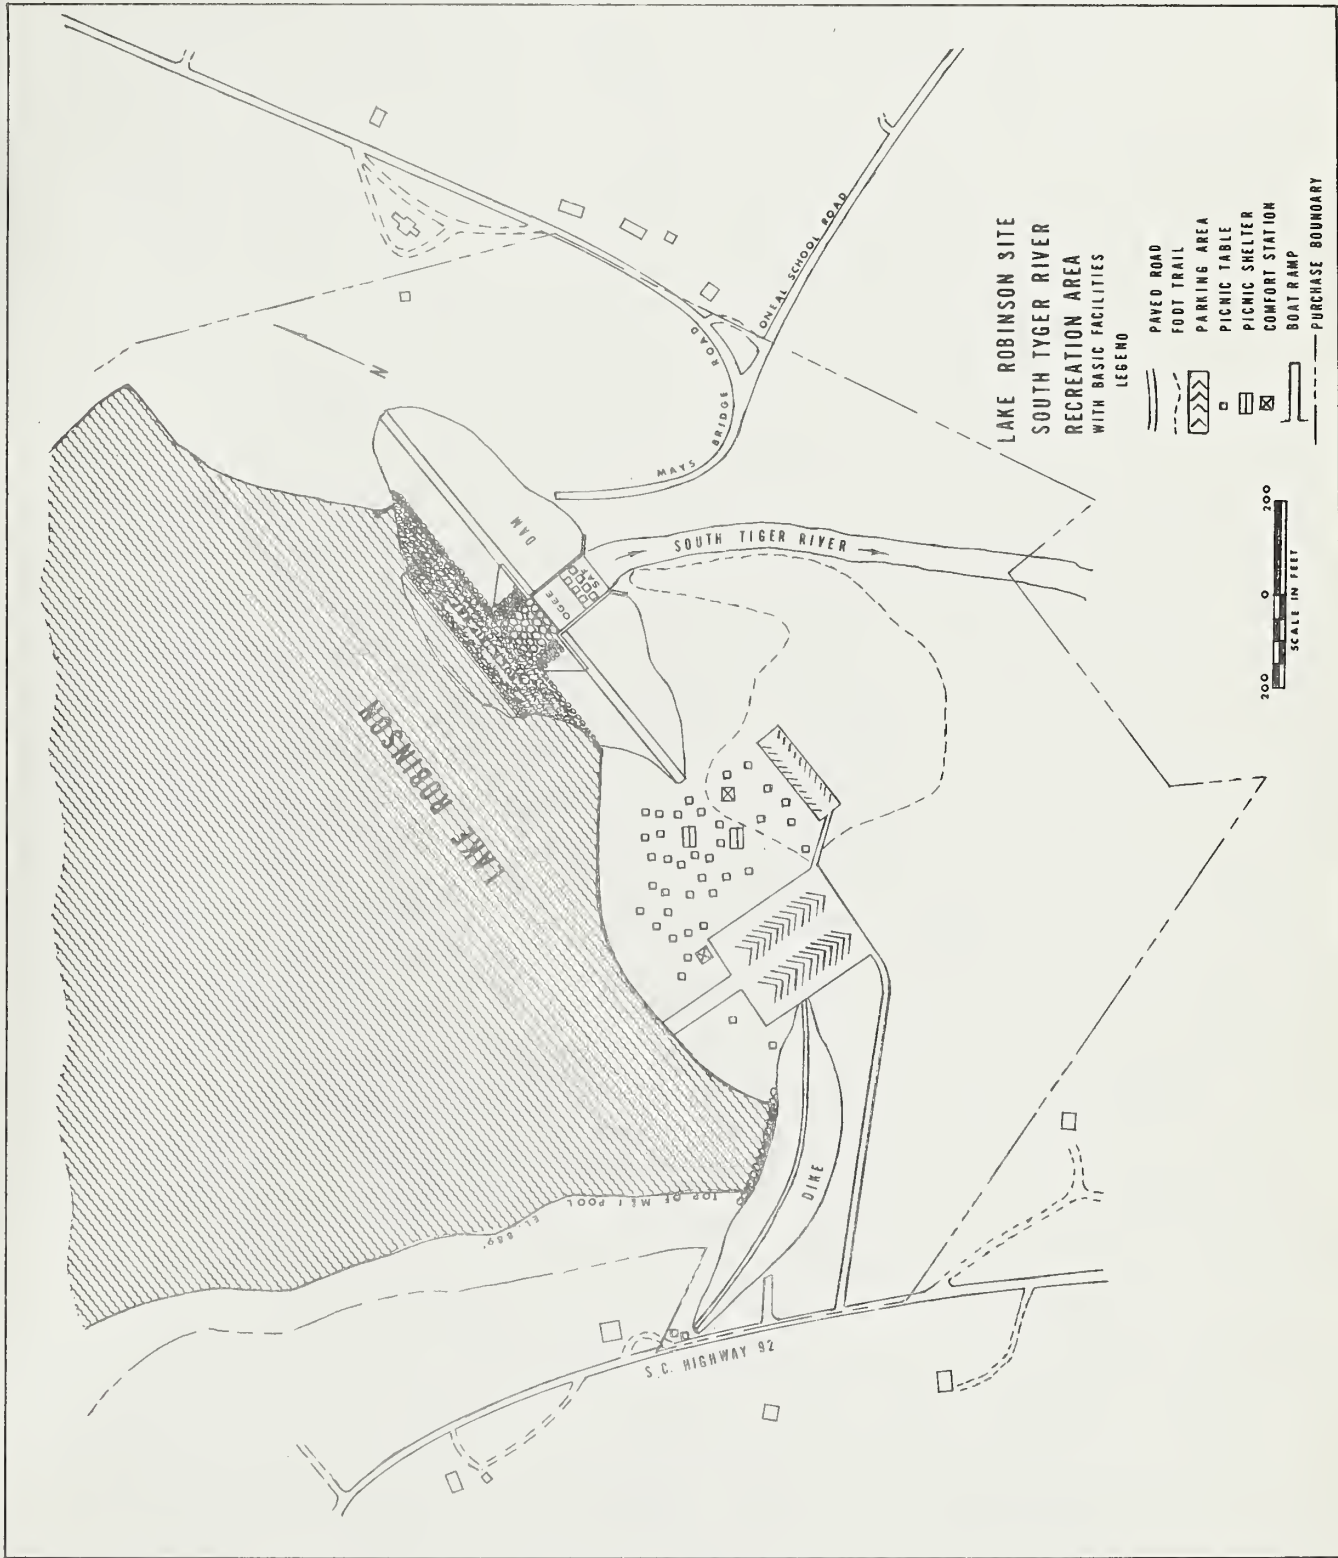 LAKE ROBINSON SITE
SOUTH TYGER RIVER
RECREATION AREA
WITH BASIC FACILITIES
LEGEND
PAVED ROAD
FOOT TRAIL
PARKING AREA
PICNIC TABLE
PICNIC SHELTER
COMFORT STATION
BOAT RAMP
PURCHASE BOUNDARY
200 0 200
SCALE IN FEET
LAKE ROBINSON
N
DAM
OGEE
SAF
SOUTH TIGER RIVER
MAYS BRIDGE ROAD
ONEAL SCHOOL ROAD
TOP OF M&I POOL
EL. 889'
DIKE
S.C. HIGHWAY 92